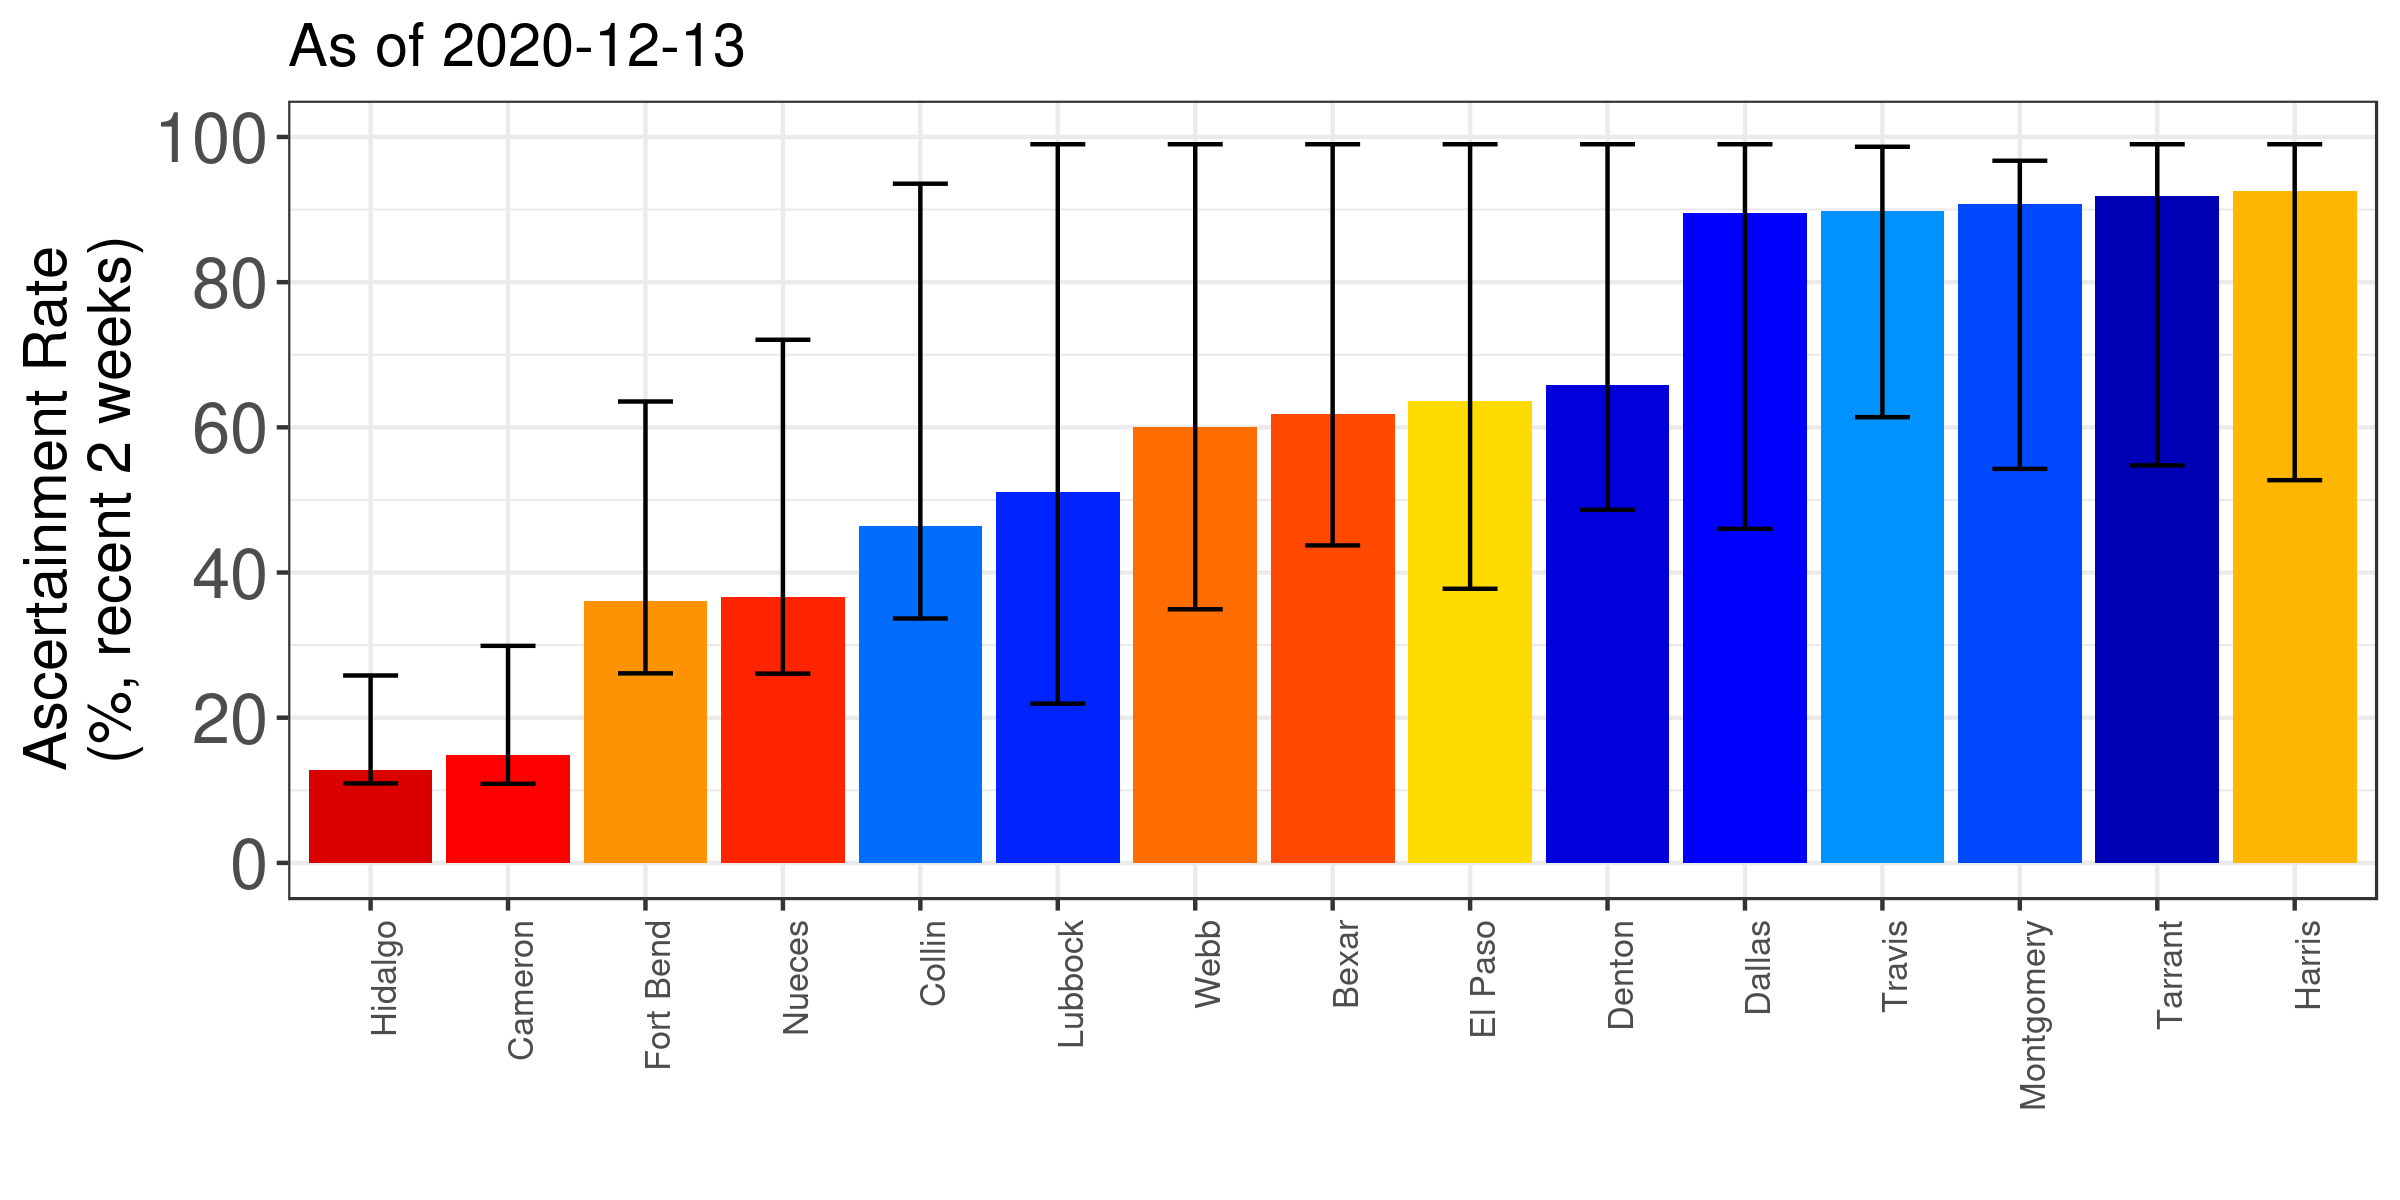 As of 2020-12-13
Ascertainment Rate
(%, recent 2 weeks)
100
80
60
40
20
0
Hidalgo
Cameron
Fort Bend
Nueces
Collin
Lubbock
Webb
Bexar
El Paso
Denton
Dallas
Travis
Montgomery
Tarrant
Harris